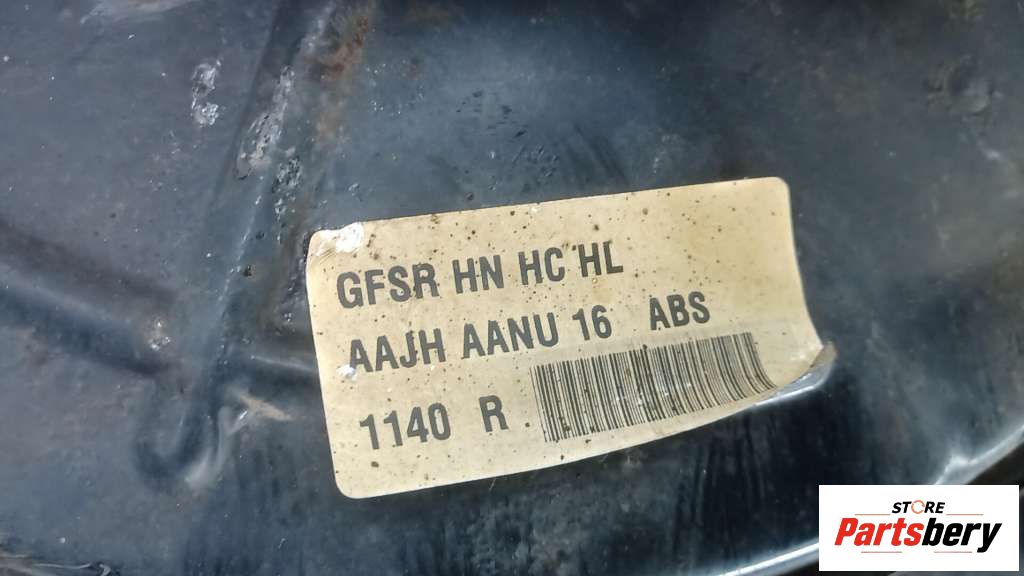 GFSR HN HC HL
AAJH AANU 16 ABS
1140 R
STORE
Partsbery